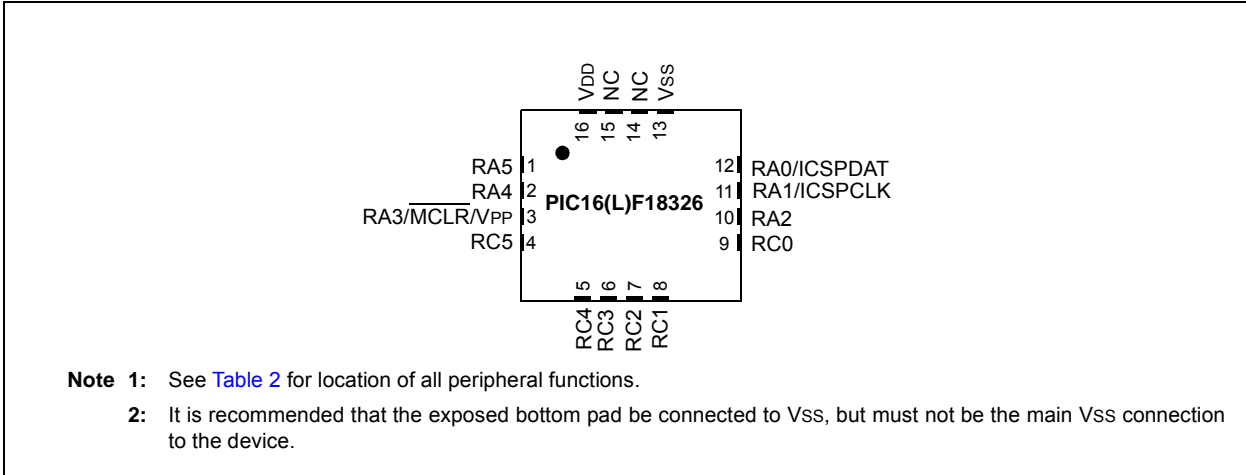 VDD
NC
NC
VSS
16
15
14
13
RA5 1
RA4 2
RA3/MCLR/VPP 3
RC5 4
PIC16(L)F18326
12 RA0/ICSPDAT
11 RA1/ICSPCLK
10 RA2
9 RC0
5
6
7
8
RC4
RC3
RC2
RC1
Note 1: See Table 2 for location of all peripheral functions.
2: It is recommended that the exposed bottom pad be connected to VSS, but must not be the main VSS connection
to the device.